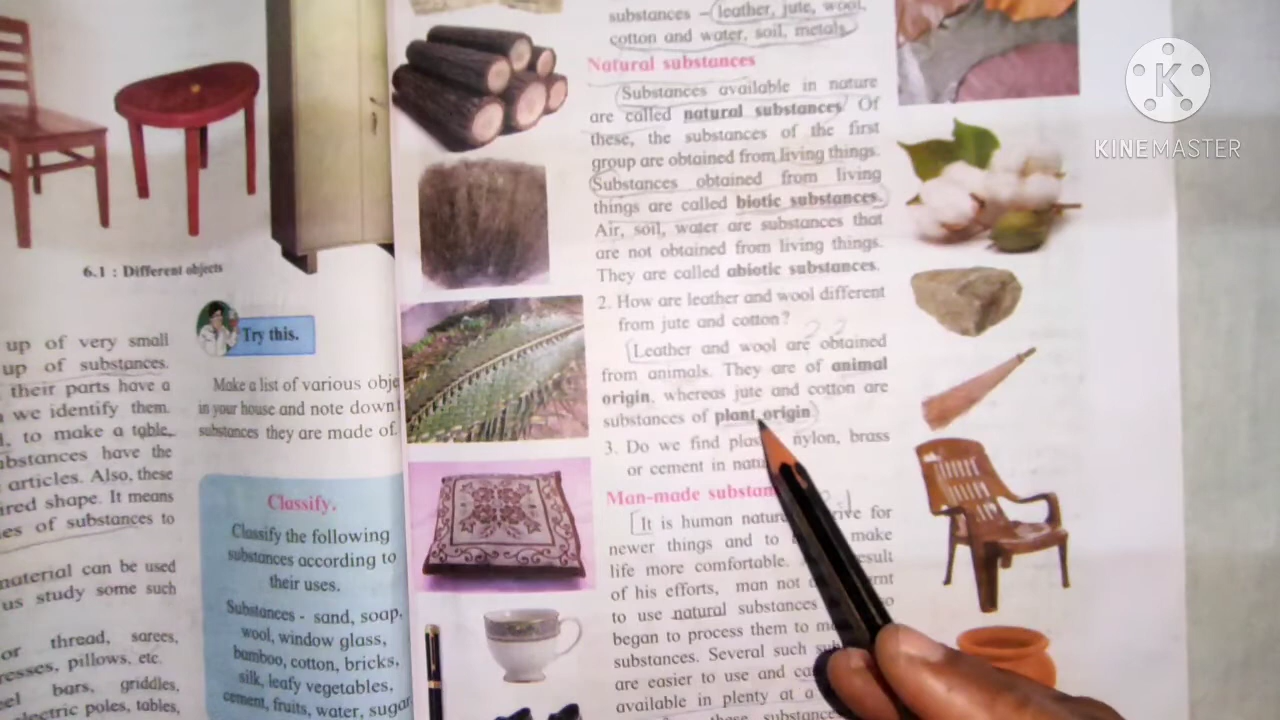 6.1 : Different objects
up of very small
up of substances.
their parts have a
we identify them.
to make a table,
substances have the
articles. Also, these
shape. It means
of substances to
material can be used
us study some such
or thread, sarees,
pillows, etc.
bars, griddles,
electric poles, tables,
Try this.
Make a list of various
in your house and note down
substances they are made of.
Classify.
Classify the following
substances according to
their uses.
Substances - sand, soap,
wool, window glass,
bamboo, cotton, bricks,
silk, leafy vegetables,
cement, fruits, water, sugar
substances – leather, jute, wool,
cotton and water, soil, metals.
Natural substances
Substances available in nature
are called natural substances. Of
these, the substances of the first
group are obtained from living things.
Substances obtained from living
things are called biotic substances.
Air, soil, water are substances that
are not obtained from living things.
They are called abiotic substances.
2. How are leather and wool different
from jute and cotton?
Leather and wool are obtained
from animals. They are of animal
origin, whereas jute and cotton are
substances of plant origin
3. Do we find nylon, brass
or cement in
Man-made
It is human nature for
newer things and to make
life more comfortable.
of his efforts, man not
to use natural substances
began to process them to
substances. Several such
are easier to use and
available in plenty at a
these
K
KINEMASTER